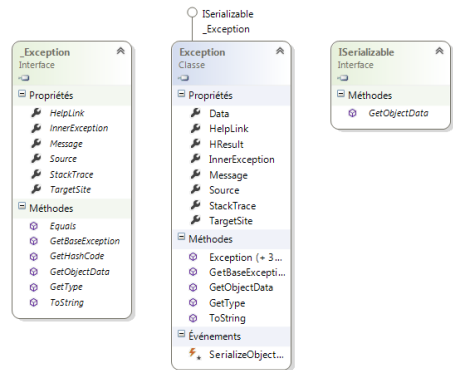 ISerializable
_Exception
_Exception
Interface
Propriétés
HelpLink
InnerException
Message
Source
StackTrace
TargetSite
Méthodes
Equals
GetBaseException
GetHashCode
GetObjectData
GetType
ToString
Exception
Classe
Propriétés
Data
HelpLink
HResult
InnerException
Message
Source
StackTrace
TargetSite
Méthodes
Exception (+ 3...
GetBaseExcepti...
GetObjectData
GetType
ToString
Événements
SerializeObject...
ISerializable
Interface
Méthodes
GetObjectData